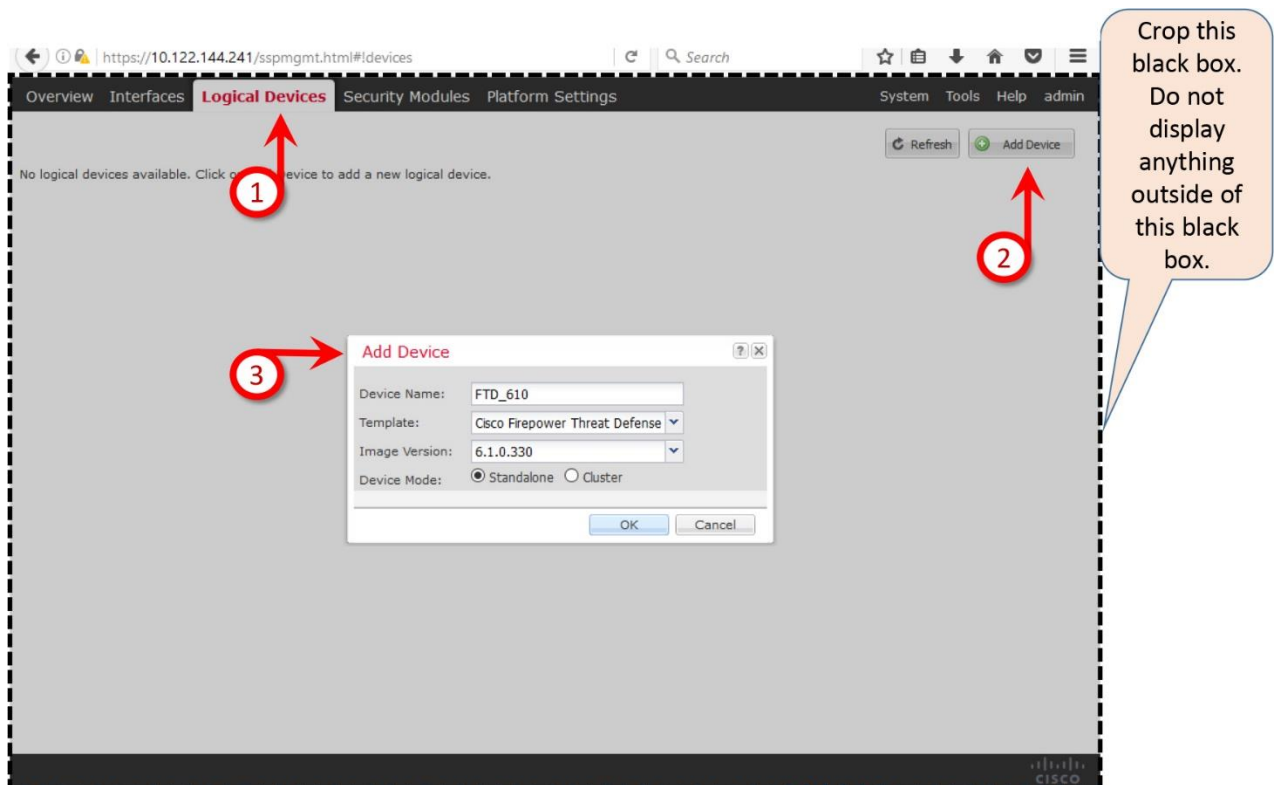 https://10.122.144.241/sspmgmt.html#!devices
Search
Overview Interfaces Logical Devices Security Modules Platform Settings
System Tools Help admin
Refresh
Add Device
No logical devices available. Click device to add a new logical device.
1
2
3
Add Device
Device Name: FTD_610
Template: Cisco Firepower Threat Defense
Image Version: 6.1.0.330
Device Mode: Standalone Cluster
OK Cancel
CISCO
Crop this
black box.
Do not
display
anything
outside of
this black
box.